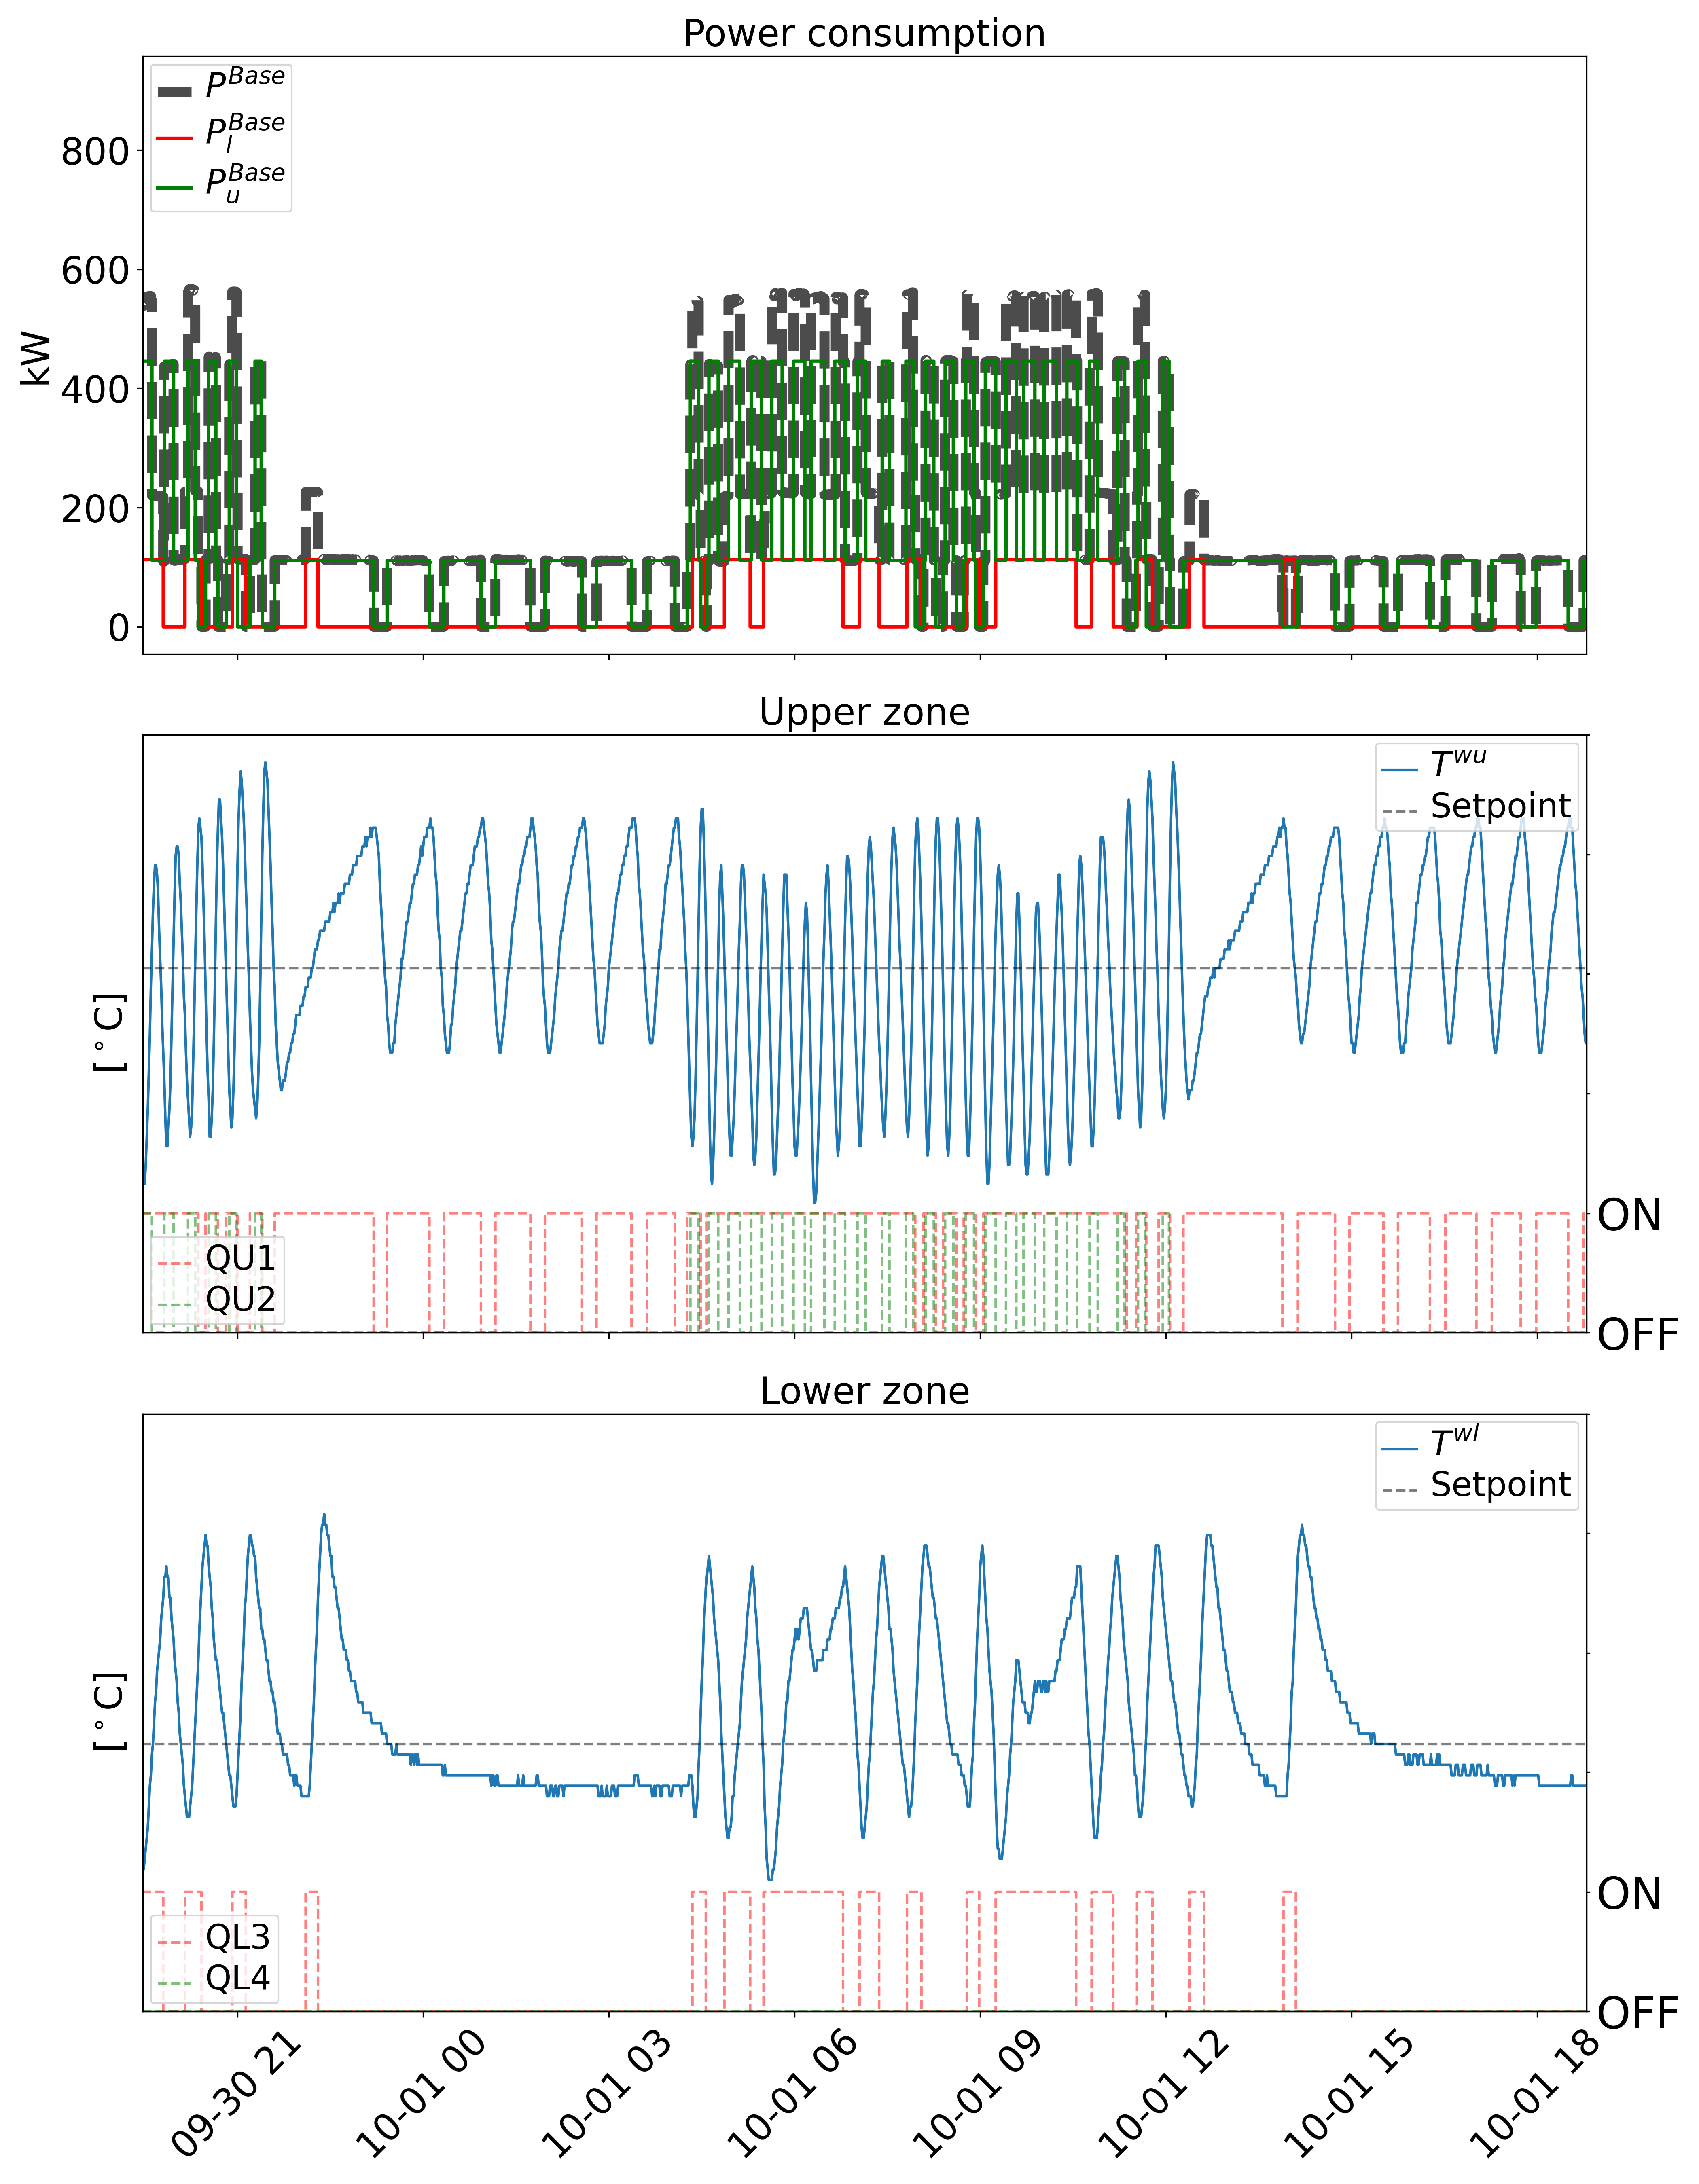 Power consumption
P^Base
P_l^Base
P_u^Base
kW
800
600
400
200
0
Upper zone
T^wu
Setpoint
[°C]
QU1
QU2
ON
OFF
Lower zone
T^wl
Setpoint
[°C]
QL3
QL4
ON
OFF
09-30 21
10-01 00
10-01 03
10-01 06
10-01 09
10-01 12
10-01 15
10-01 18